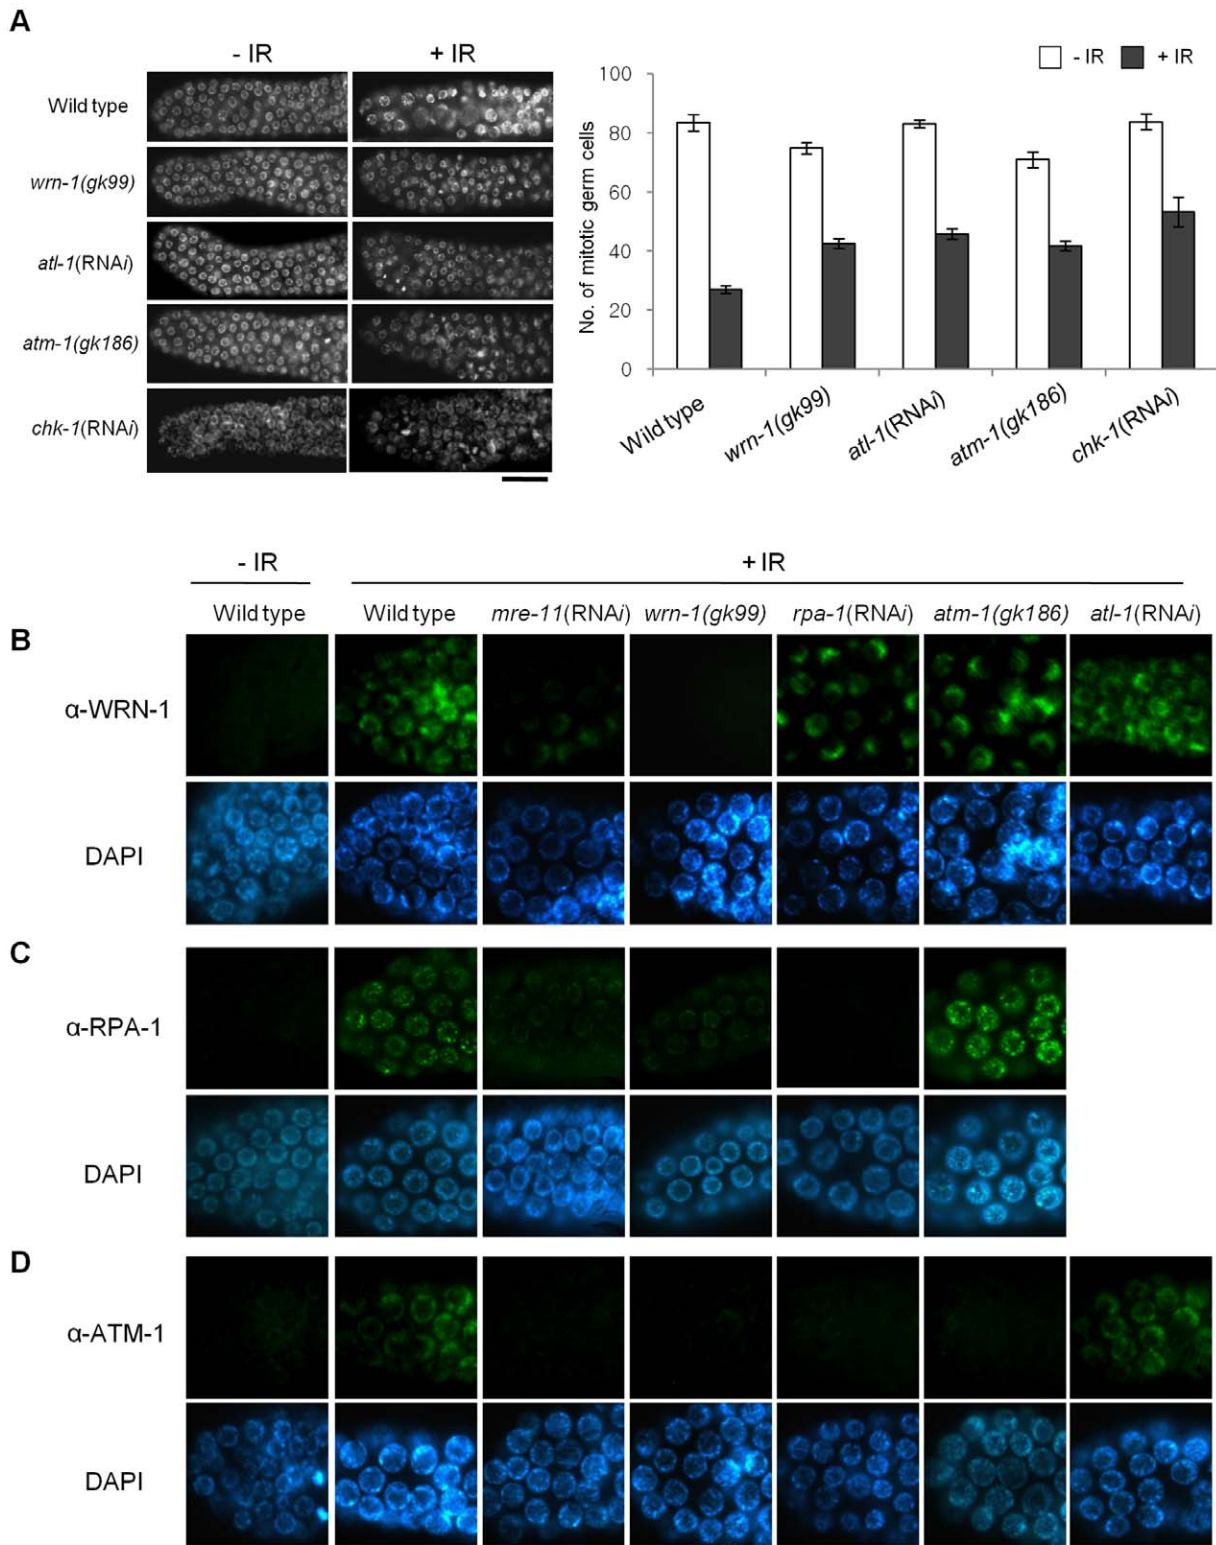 A
- IR
+ IR
Wild type
wrn-1(gk99)
atl-1(RNAi)
atm-1(gk186)
chk-1(RNAi)
- IR
+ IR
No. of mitotic germ cells
100
80
60
40
20
0
Wild type
wrn-1(gk99)
atl-1(RNAi)
atm-1(gk186)
chk-1(RNAi)
- IR
+ IR
Wild type
Wild type
mre-11(RNAi)
wrn-1(gk99)
rpa-1(RNAi)
atm-1(gk186)
atl-1(RNAi)
B
α-WRN-1
DAPI
C
α-RPA-1
DAPI
D
α-ATM-1
DAPI